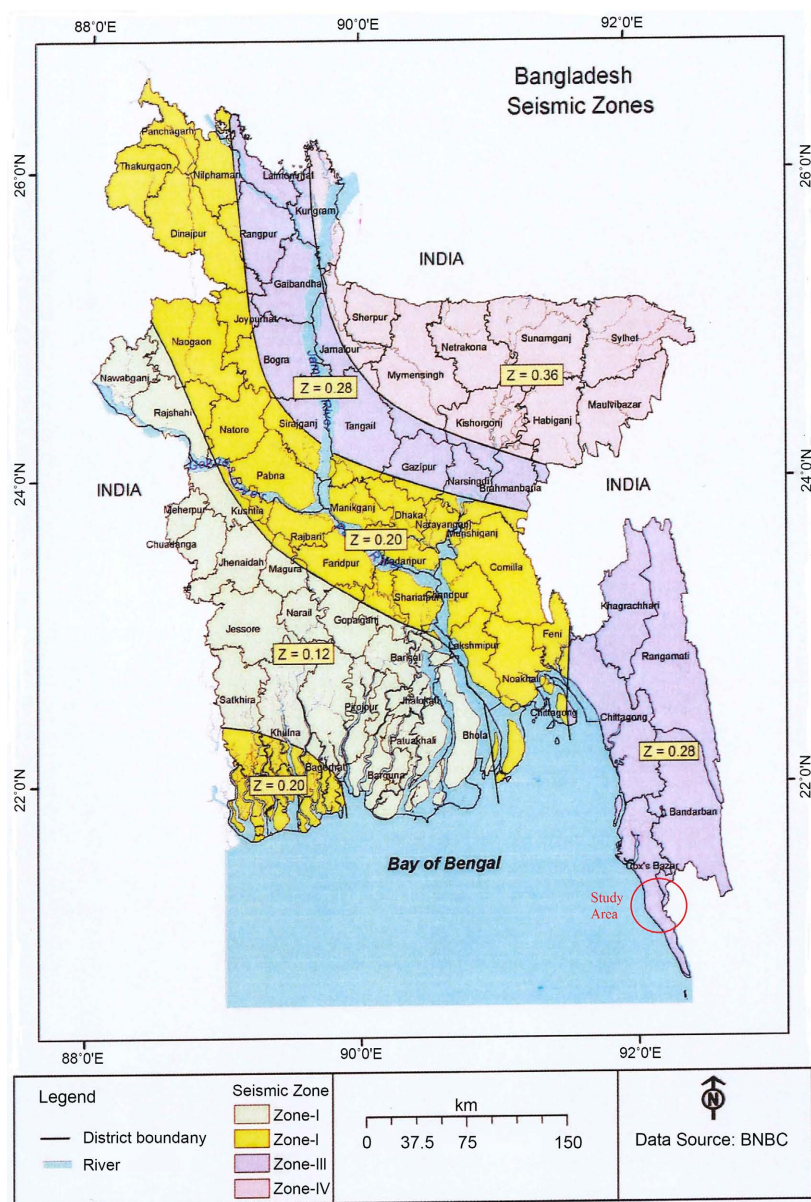 88°0'E
90°0'E
92°0'E
Bangladesh
Seismic Zones
26°0'N
26°0'N
24°0'N
24°0'N
22°0'N
22°0'N
Panchagarh
Thakurgaon
Nilphamari
Dinajpur
Lalmonirhat
Kurigram
Rangpur
INDIA
Gaibandha
Joypurhat
Naogaon
Sherpur
Netrakona
Sunamganj
Sylhet
Jamalpur
Bogra
Mymensingh
Z = 0.36
Nawabganj
Rajshahi
Z = 0.28
Maulvibazar
Habiganj
Kishorgonj
Sirajganj
Tangail
Natore
Gazipur
Narsingdi
Brahmanbaria
INDIA
INDIA
Pabna
Manikganj
Dhaka
Narayanganj
Munshiganj
Meherpur
Kushtia
Chuadanga
Rajbari
Z = 0.20
Jhenaidah
Magura
Faridpur
Madaripur
Comilla
Shariatpur
Chandpur
Khagrachhari
Narail
Gopalganj
Jessore
Feni
Lakshmipur
Rangamati
Z = 0.12
Barisal
Noakhali
Satkhira
Jhalokati
Pirojpur
Chittagong
Chittagong
Khulna
Patuakhali
Bhola
Z = 0.28
Bagerhat
Z = 0.20
Barguna
Bandarban
Bay of Bengal
Cox's Bazar
Study
Area
88°0'E
90°0'E
92°0'E
Legend
District boundany
River
Seismic Zone
Zone-I
Zone-I
Zone-III
Zone-IV
km
0 37.5 75 150
N
Data Source: BNBC